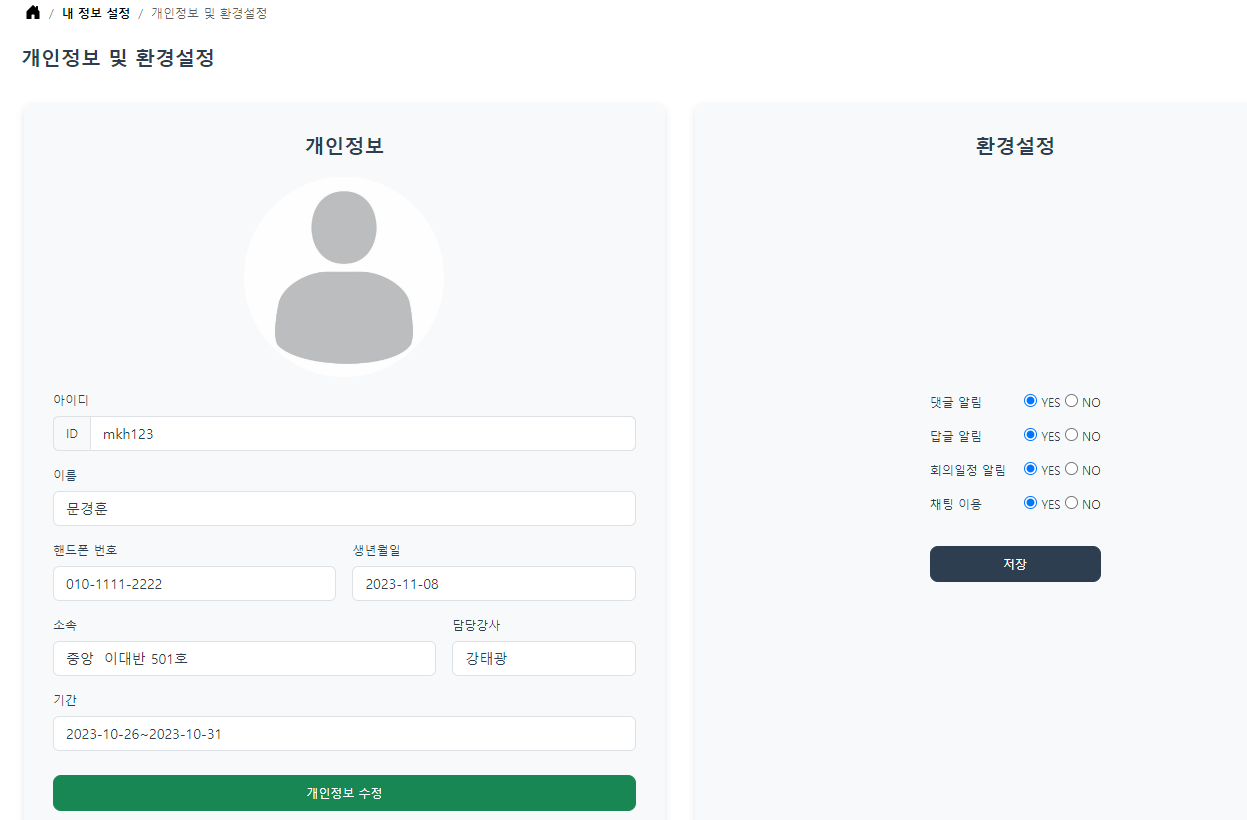 / 내 정보 설정 / 개인정보 및 환경설정
개인정보 및 환경설정
개인정보
아이디
ID mkh123
이름
문경훈
핸드폰 번호 생년월일
010-1111-2222 2023-11-08
소속 담당강사
중앙 이대반 501호 강태광
기간
2023-10-26~2023-10-31
개인정보 수정
환경설정
댓글 알림 YES NO
답글 알림 YES NO
회의일정 알림 YES NO
채팅 이용 YES NO
저장